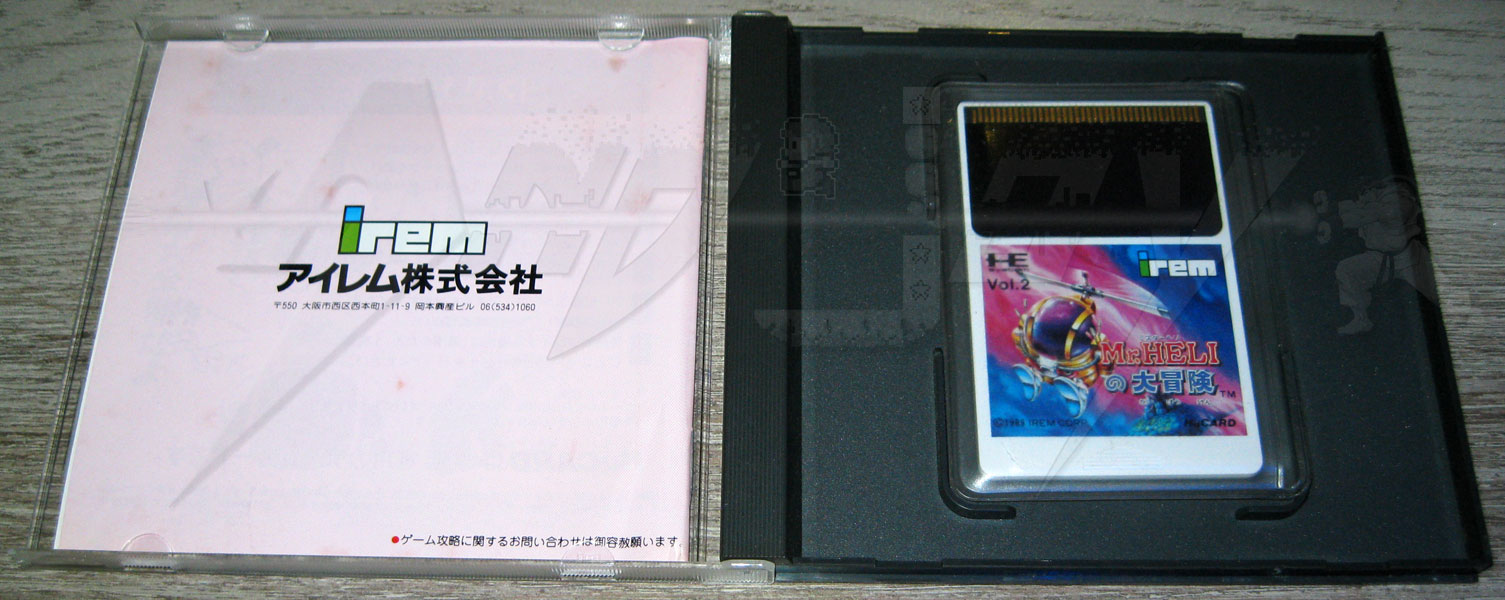 irem
アイレム株式会社
〒550 大阪市西区西本町1-11-9 岡本興産ビル 06(534)1060
●ゲーム攻略に関するお問い合わせは御容赦願います。
HE
Vol.2
irem
Mr.HELI
の大冒険
TM
IREM CORP
HuCARD